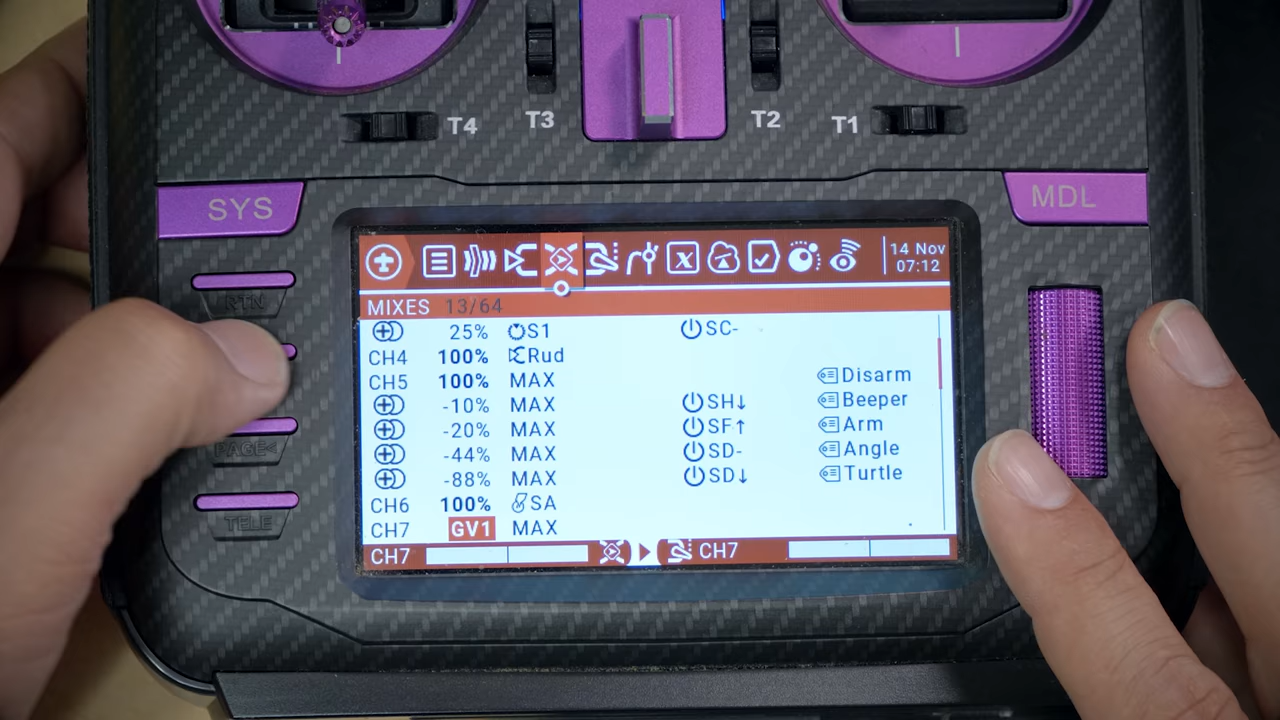 T4 T3 T2 T1
SYS MDL
RTN
14 Nov
07:12
MIXES 13/64
25% S1 SC-
CH4 100% Rud
CH5 100% MAX Disarm
-10% MAX SH↓ Beeper
-20% MAX SF↑ Arm
-44% MAX SD- Angle
-88% MAX SD↓ Turtle
CH6 100% SA
CH7 GV1 MAX
CH7 CH7
PAGE<
TELE